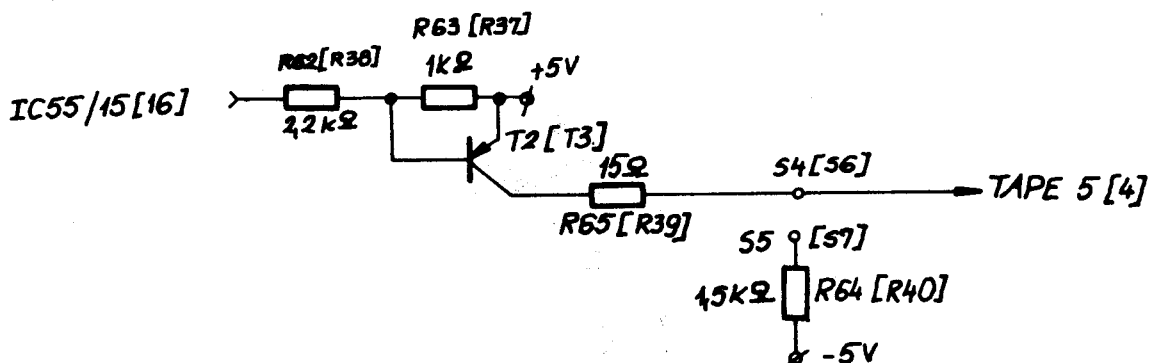 R63 [R37]
R62 [R38]
1KΩ
+5V
IC55/15 [16]
2,2KΩ
T2 [T3]
15Ω
S4 [S6]
TAPE 5 [4]
R65 [R39]
S5 [S7]
1,5KΩ
R64 [R40]
-5V